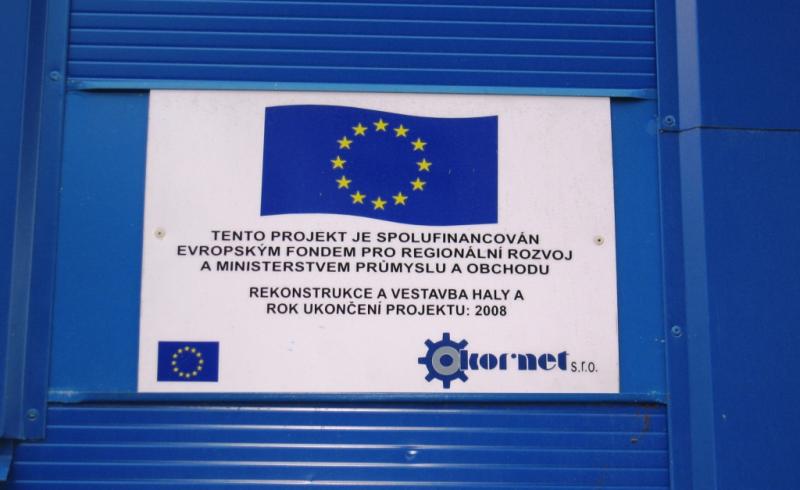 TENTO PROJEKT JE SPOLUFINANCOVÁN
EVROPSKÝM FONDEM PRO REGIONÁLNÍ ROZVOJ
A MINISTERSTVEM PRŮMYSLU A OBCHODU
REKONSTRUKCE A VESTAVBA HALY A
ROK UKONČENÍ PROJEKTU: 2008
okornet s.r.o.